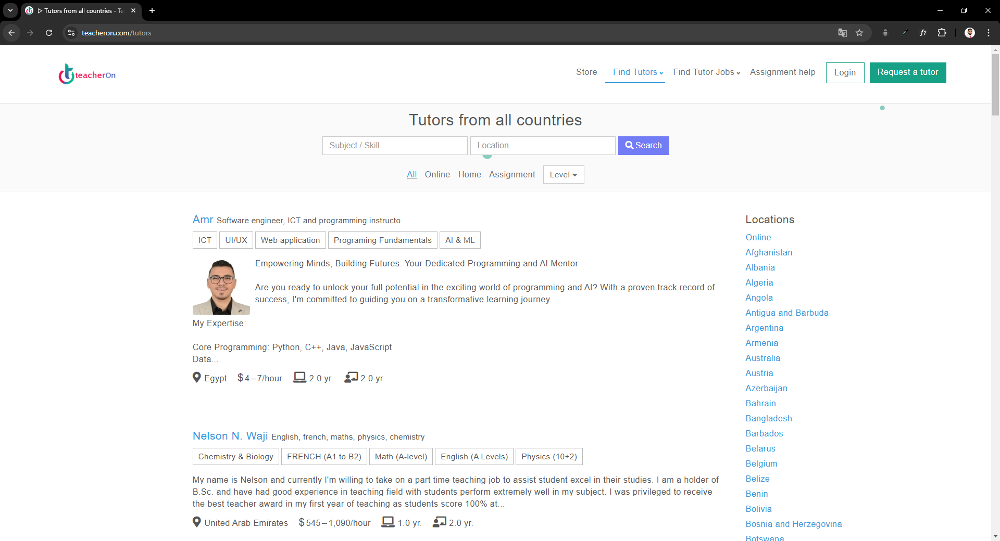 ▷ Tutors from all countries - Te
teacheron.com/tutors
teacherOn
Store
Find Tutors
Find Tutor Jobs
Assignment help
Login
Request a tutor
Tutors from all countries
Subject / Skill
Location
Search
All
Online
Home
Assignment
Level
Amr Software engineer, ICT and programming instructo
ICT
UI/UX
Web application
Programing Fundamentals
AI & ML
Empowering Minds, Building Futures: Your Dedicated Programming and AI Mentor
Are you ready to unlock your full potential in the exciting world of programming and AI? With a proven track record of
success, I'm committed to guiding you on a transformative learning journey.
My Expertise:
Core Programming: Python, C++, Java, JavaScript
Data...
Egypt $4–7/hour 2.0 yr. 2.0 yr.
Nelson N. Waji English, french, maths, physics, chemistry
Chemistry & Biology
FRENCH (A1 to B2)
Math (A-level)
English (A Levels)
Physics (10+2)
My name is Nelson and currently I'm willing to take on a part time teaching job to assist student excel in their studies. I am a holder of
B.Sc. and have had good experience in teaching field with students perform extremely well in my subject. I was privileged to receive
the best teacher award in my first year of teaching as students score 100% at...
United Arab Emirates $545–1,090/hour 1.0 yr. 2.0 yr.
Locations
Online
Afghanistan
Albania
Algeria
Angola
Antigua and Barbuda
Argentina
Armenia
Australia
Austria
Azerbaijan
Bahrain
Bangladesh
Barbados
Belarus
Belgium
Belize
Benin
Bolivia
Bosnia and Herzegovina
Botswana